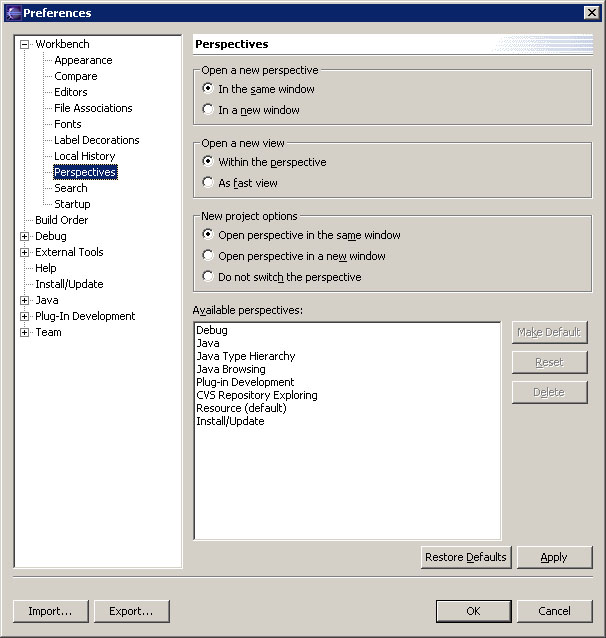 Preferences
Workbench
Appearance
Compare
Editors
File Associations
Fonts
Label Decorations
Local History
Perspectives
Search
Startup
Build Order
Debug
External Tools
Help
Install/Update
Java
Plug-In Development
Team
Perspectives
Open a new perspective
In the same window
In a new window
Open a new view
Within the perspective
As fast view
New project options
Open perspective in the same window
Open perspective in a new window
Do not switch the perspective
Available perspectives:
Debug
Java
Java Type Hierarchy
Java Browsing
Plug-in Development
CVS Repository Exploring
Resource (default)
Install/Update
Make Default
Reset
Delete
Restore Defaults
Apply
Import...
Export...
OK
Cancel